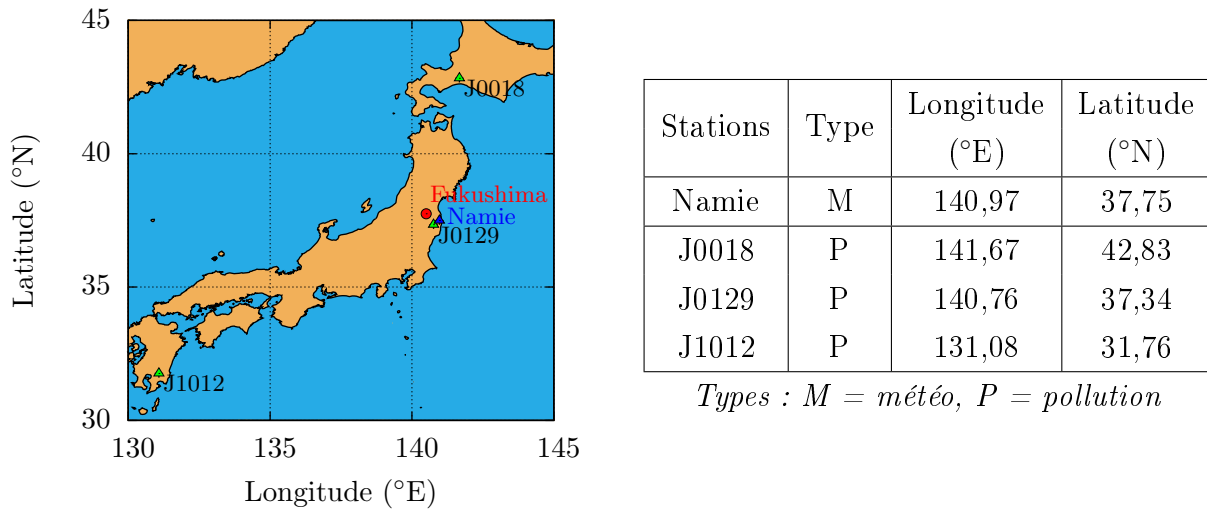 45
40
35
30
130
135
140
145
Latitude (°N)
Longitude (°E)
J0018
Fukushima
Namie
J0129
J1012
Stations Type Longitude (°E) Latitude (°N)
Namie M 140,97 37,75
J0018 P 141,67 42,83
J0129 P 140,76 37,34
J1012 P 131,08 31,76
Types : M = météo, P = pollution